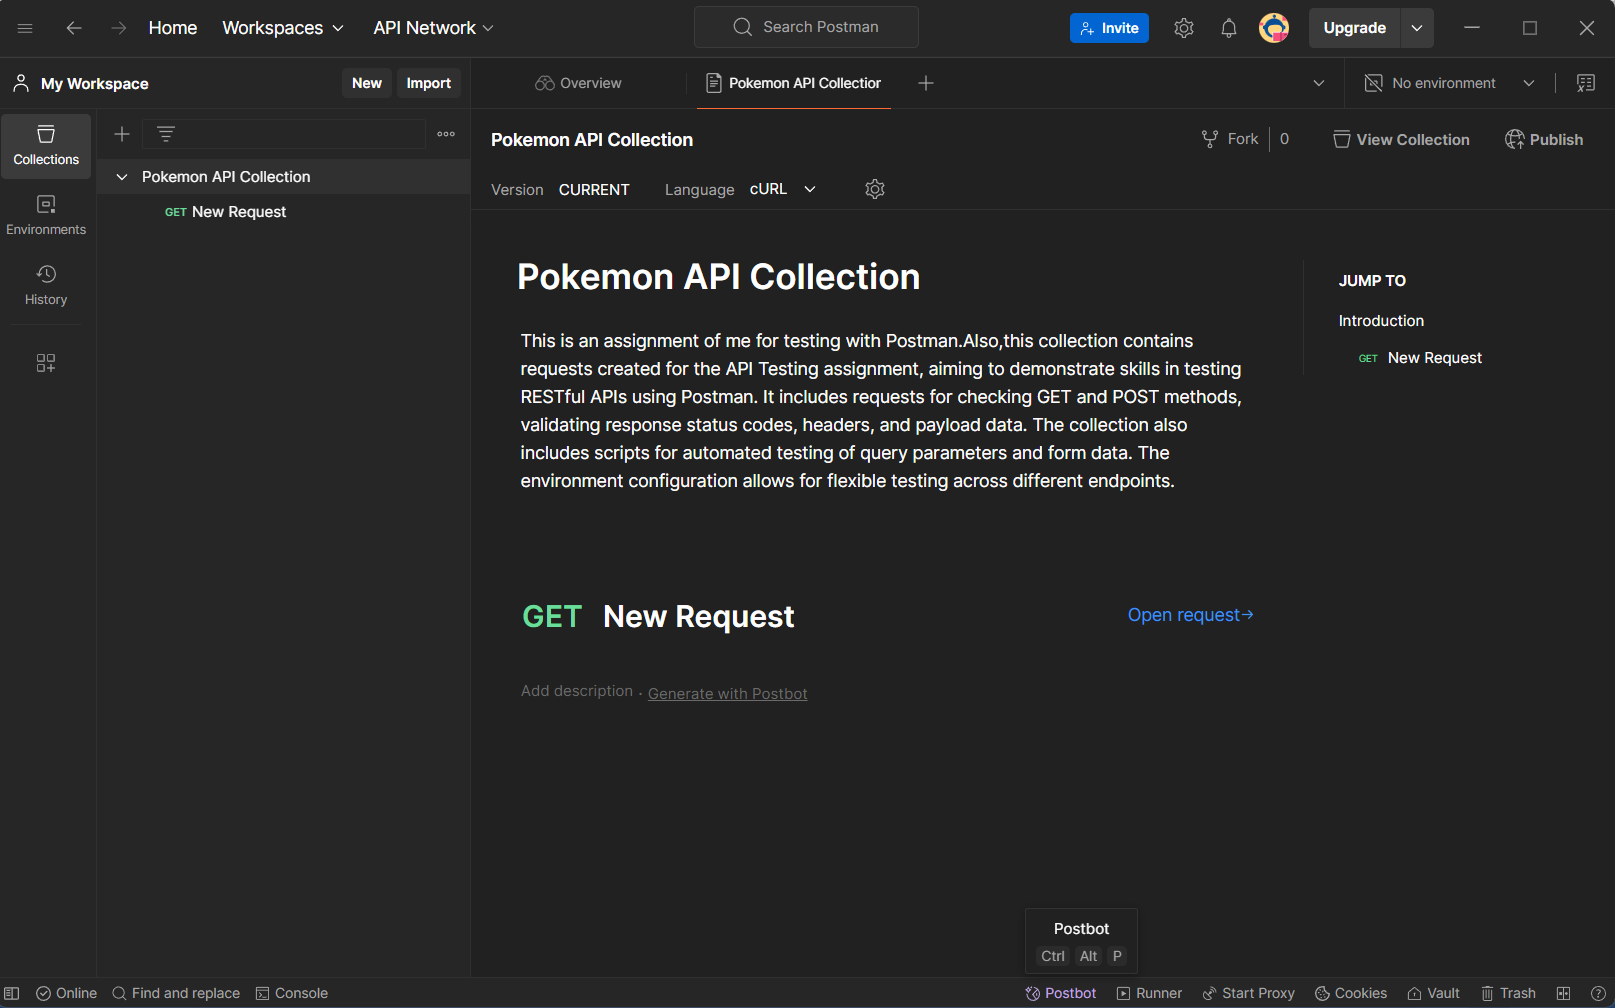 Home Workspaces API Network Search Postman Invite Upgrade
My Workspace New Import Overview Pokemon API Collection No environment
Collections
Environments
History
Pokemon API Collection
GET New Request
Pokemon API Collection Fork 0 View Collection Publish
Version CURRENT Language cURL
Pokemon API Collection
This is an assignment of me for testing with Postman.Also,this collection contains
requests created for the API Testing assignment, aiming to demonstrate skills in testing
RESTful APIs using Postman. It includes requests for checking GET and POST methods,
validating response status codes, headers, and payload data. The collection also
includes scripts for automated testing of query parameters and form data. The
environment configuration allows for flexible testing across different endpoints.
GET New Request Open request→
Add description · Generate with Postbot
JUMP TO
Introduction
GET New Request
Postbot
Ctrl Alt P
Online Find and replace Console Postbot Runner Start Proxy Cookies Vault Trash